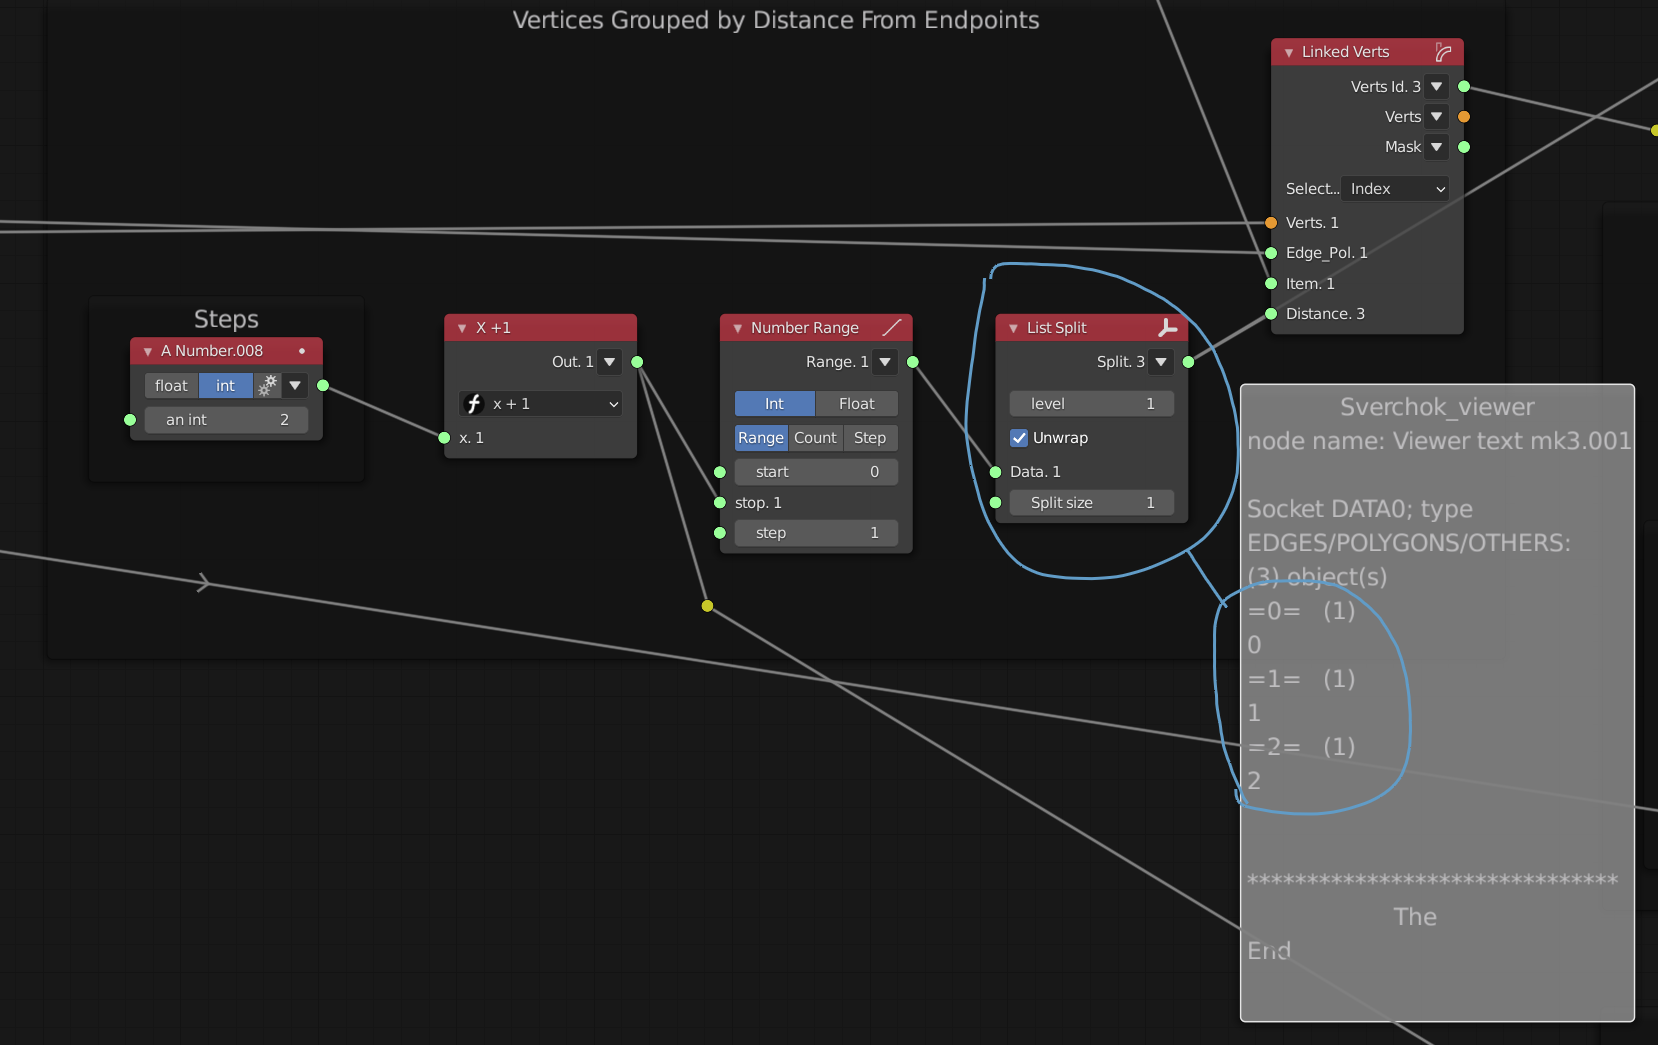 Vertices Grouped by Distance From Endpoints
Linked Verts
Verts Id. 3
Verts
Mask
Select... Index
Verts. 1
Edge_Pol. 1
Item. 1
Distance. 3
Steps
A Number.008
float int
an int 2
X +1
Out. 1
x + 1
x. 1
Number Range
Range. 1
Int Float
Range Count Step
start 0
stop. 1
step 1
List Split
Split. 3
level 1
Unwrap
Data. 1
Split size 1
Sverchok_viewer
node name: Viewer text mk3.001
Socket DATA0; type
EDGES/POLYGONS/OTHERS:
(3) object(s)
=0= (1)
0
=1= (1)
1
=2= (1)
2
*******************************
The
End